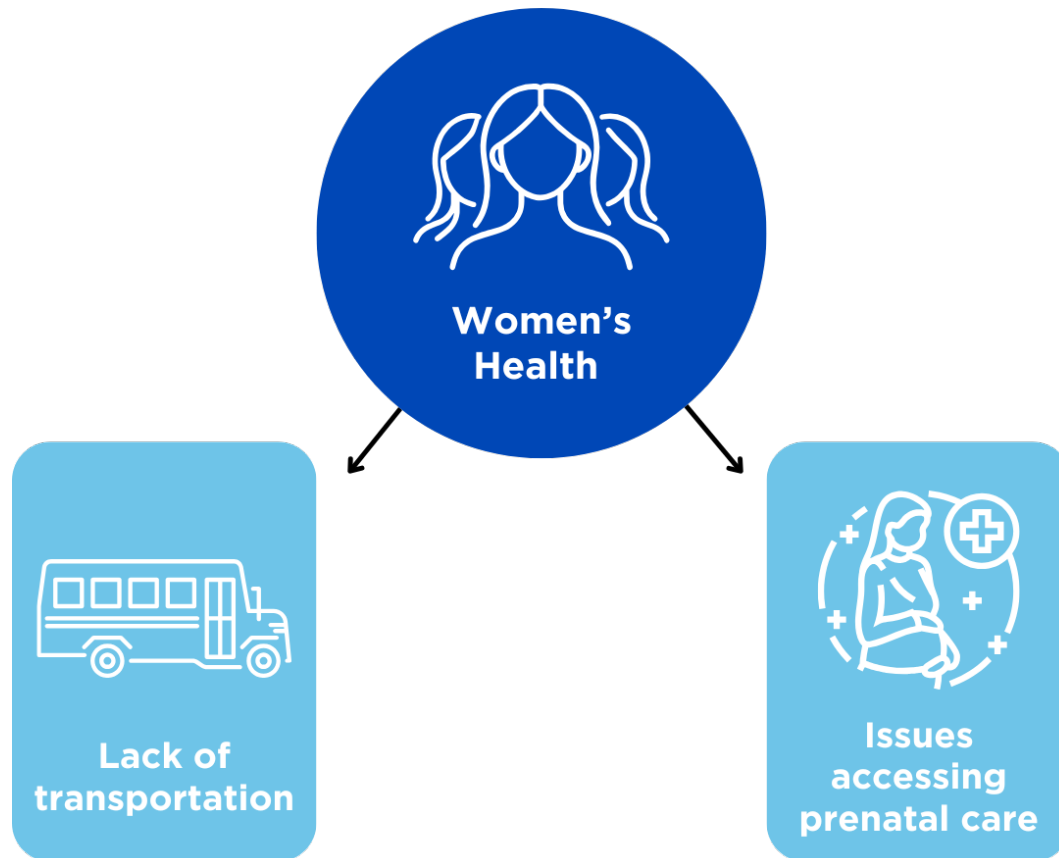 Women’s
Health
Lack of
transportation
Issues
accessing
prenatal care